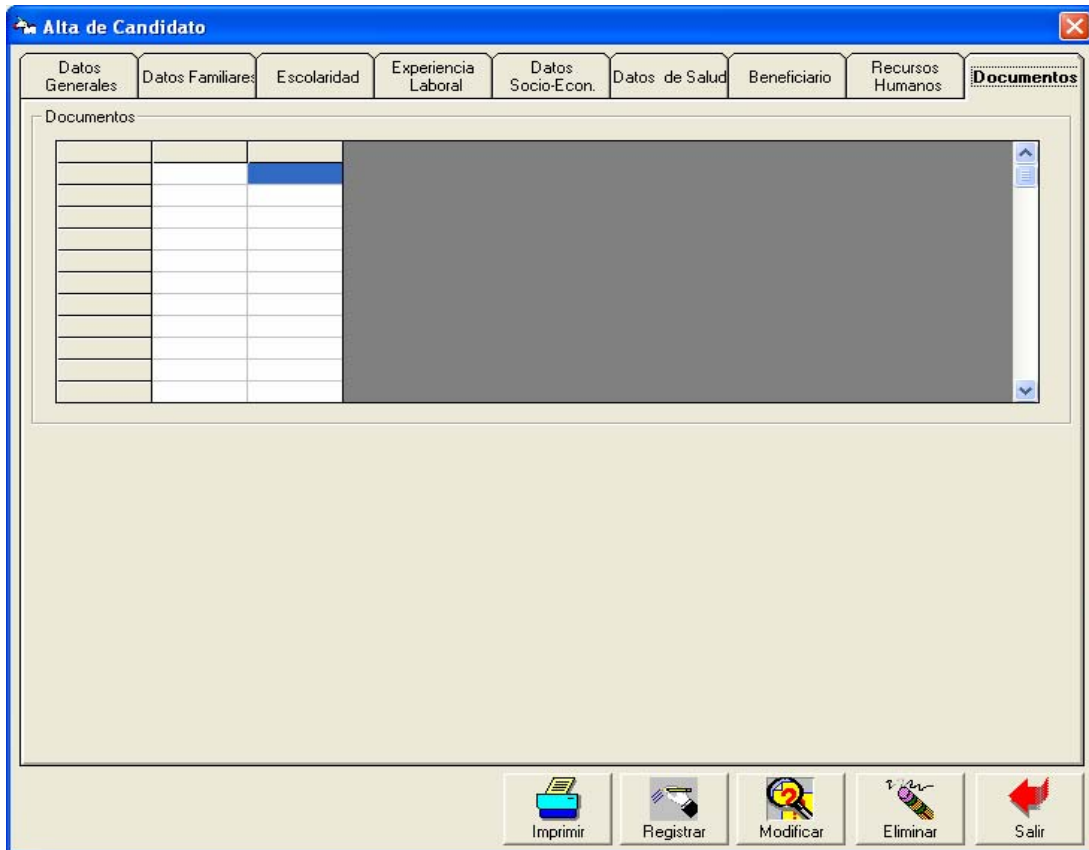 Alta de Candidato
Datos
Generales
Datos Familiares
Escolaridad
Experiencia
Laboral
Datos
Socio-Econ.
Datos de Salud
Beneficiario
Recursos
Humanos
Documentos
Documentos
Imprimir
Registrar
Modificar
Eliminar
Salir